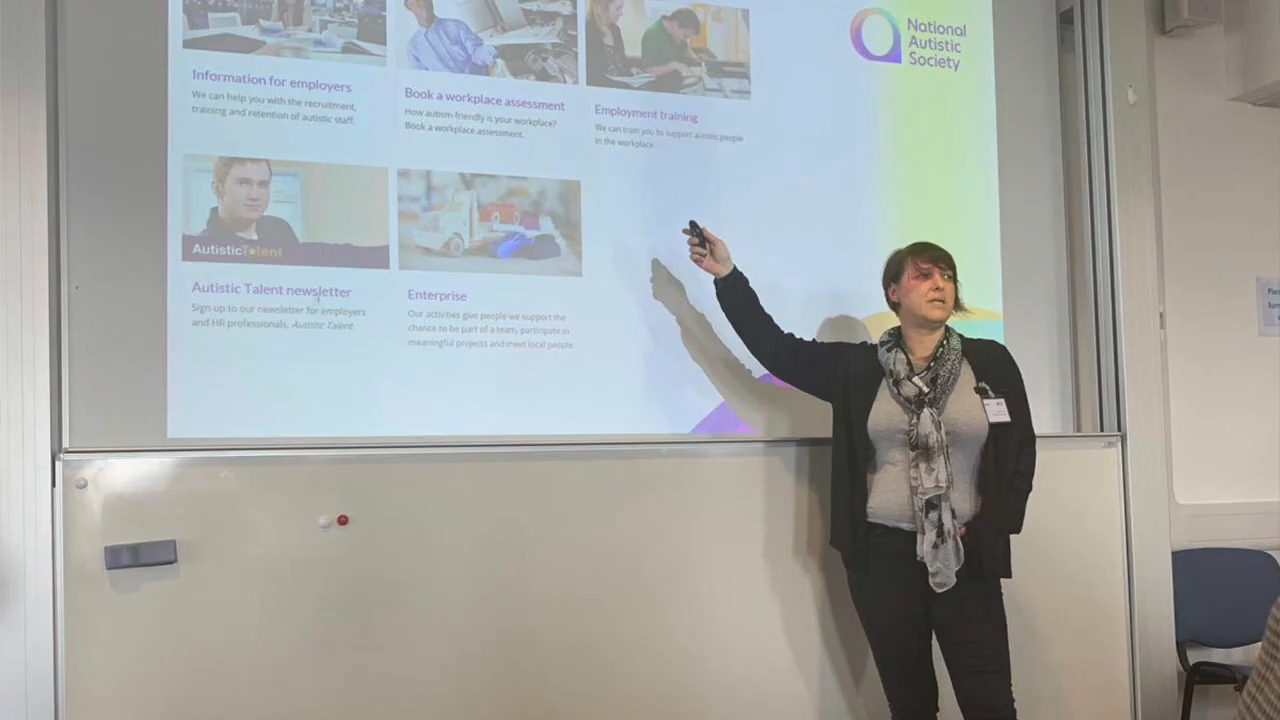 National
Autistic
Society
Information for employers
We can help you with the recruitment,
training and retention of autistic staff.
Book a workplace assessment
How autism-friendly is your workplace?
Book a workplace assessment.
Employment training
We can train you to support autistic people
in the workplace.
AutisticTalent
Autistic Talent newsletter
Sign up to our newsletter for employers
and HR professionals, Autistic Talent.
Enterprise
Our activities give people we support the
chance to be part of a team, participate in
meaningful projects and meet local people.